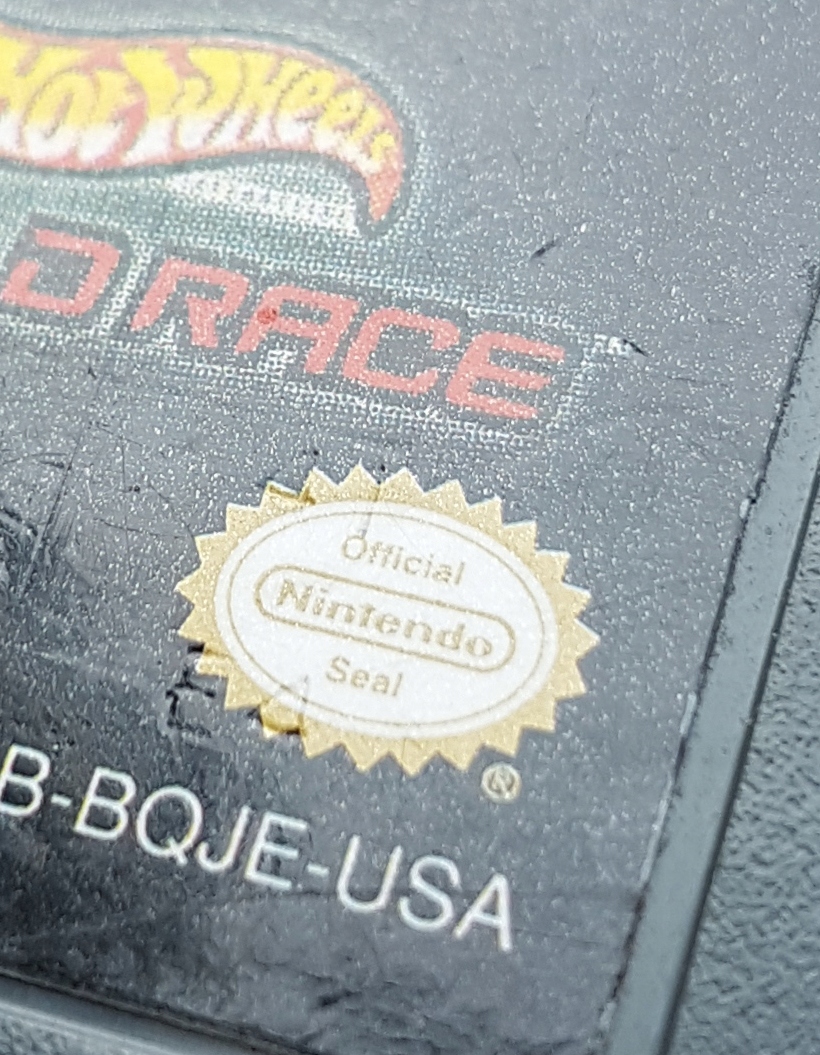 HOT WHEELS
D RACE
Official
Nintendo
Seal
®
B-BQJE-USA